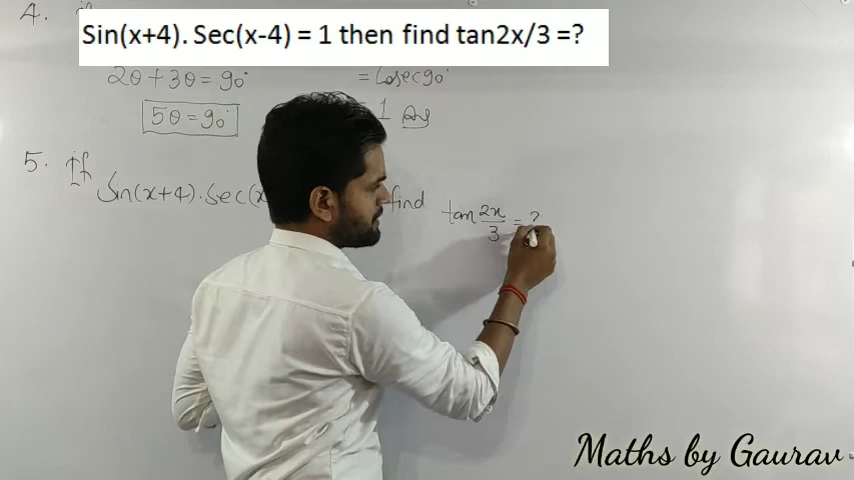 4. if
Sin(x+4). Sec(x-4) = 1 then find tan2x/3 =?
2θ+3θ = 90° = Cosec90°
5θ = 90° 1 Ans
5. If Sin(x+4).Sec(x find tan 2x/3 = ?
Maths by Gaurav